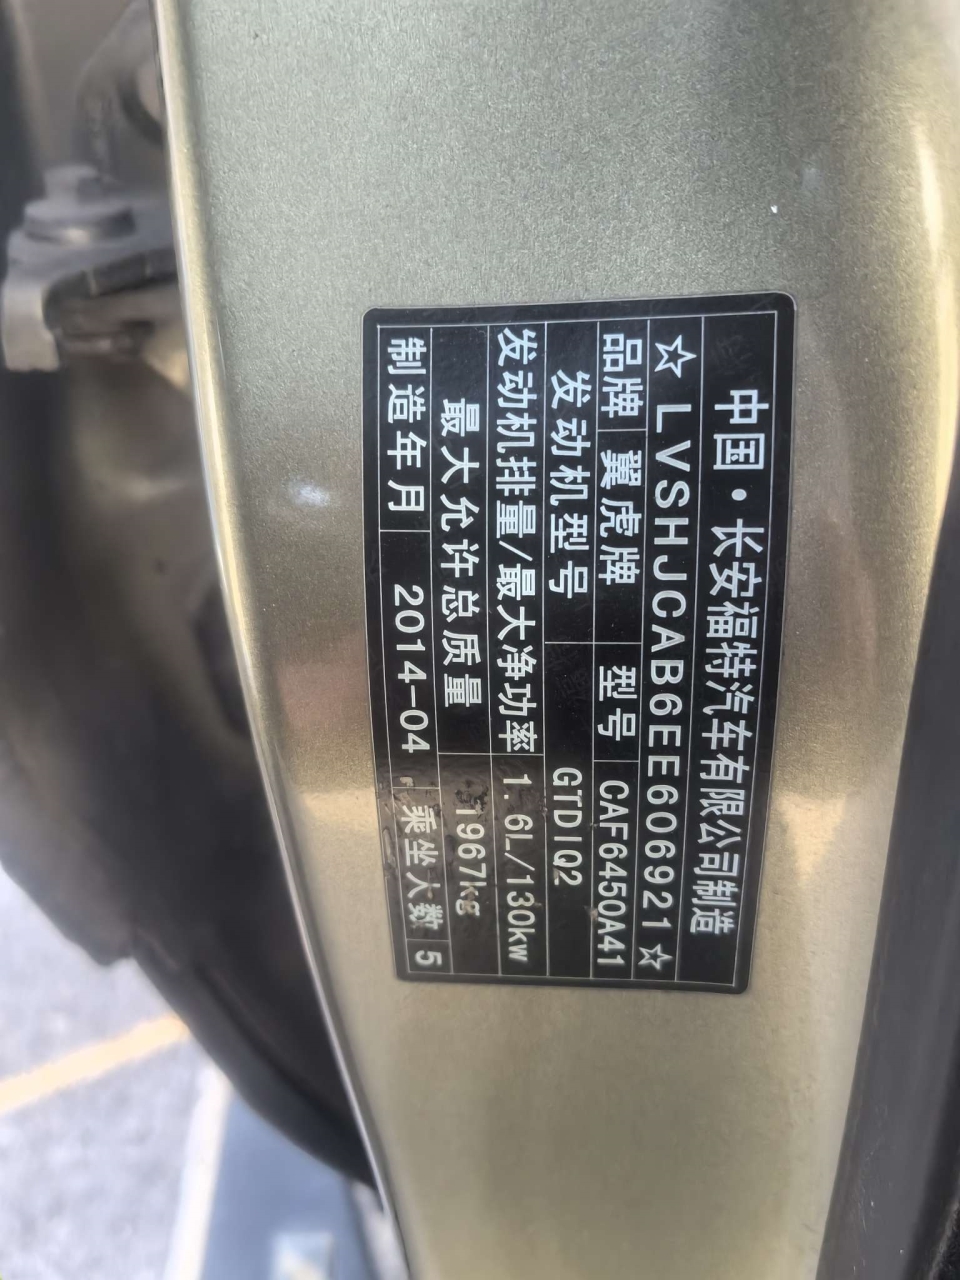 中国·长安福特汽车有限公司制造
☆LVSHJCAB6EE606921☆
品牌 翼虎牌 型号 CAF6450A41
发动机型号 GTDIQ2
发动机排量/最大净功率 1.6L/130kw
最大允许总质量 1967kg
制造年月 2014-04 乘坐人数 5